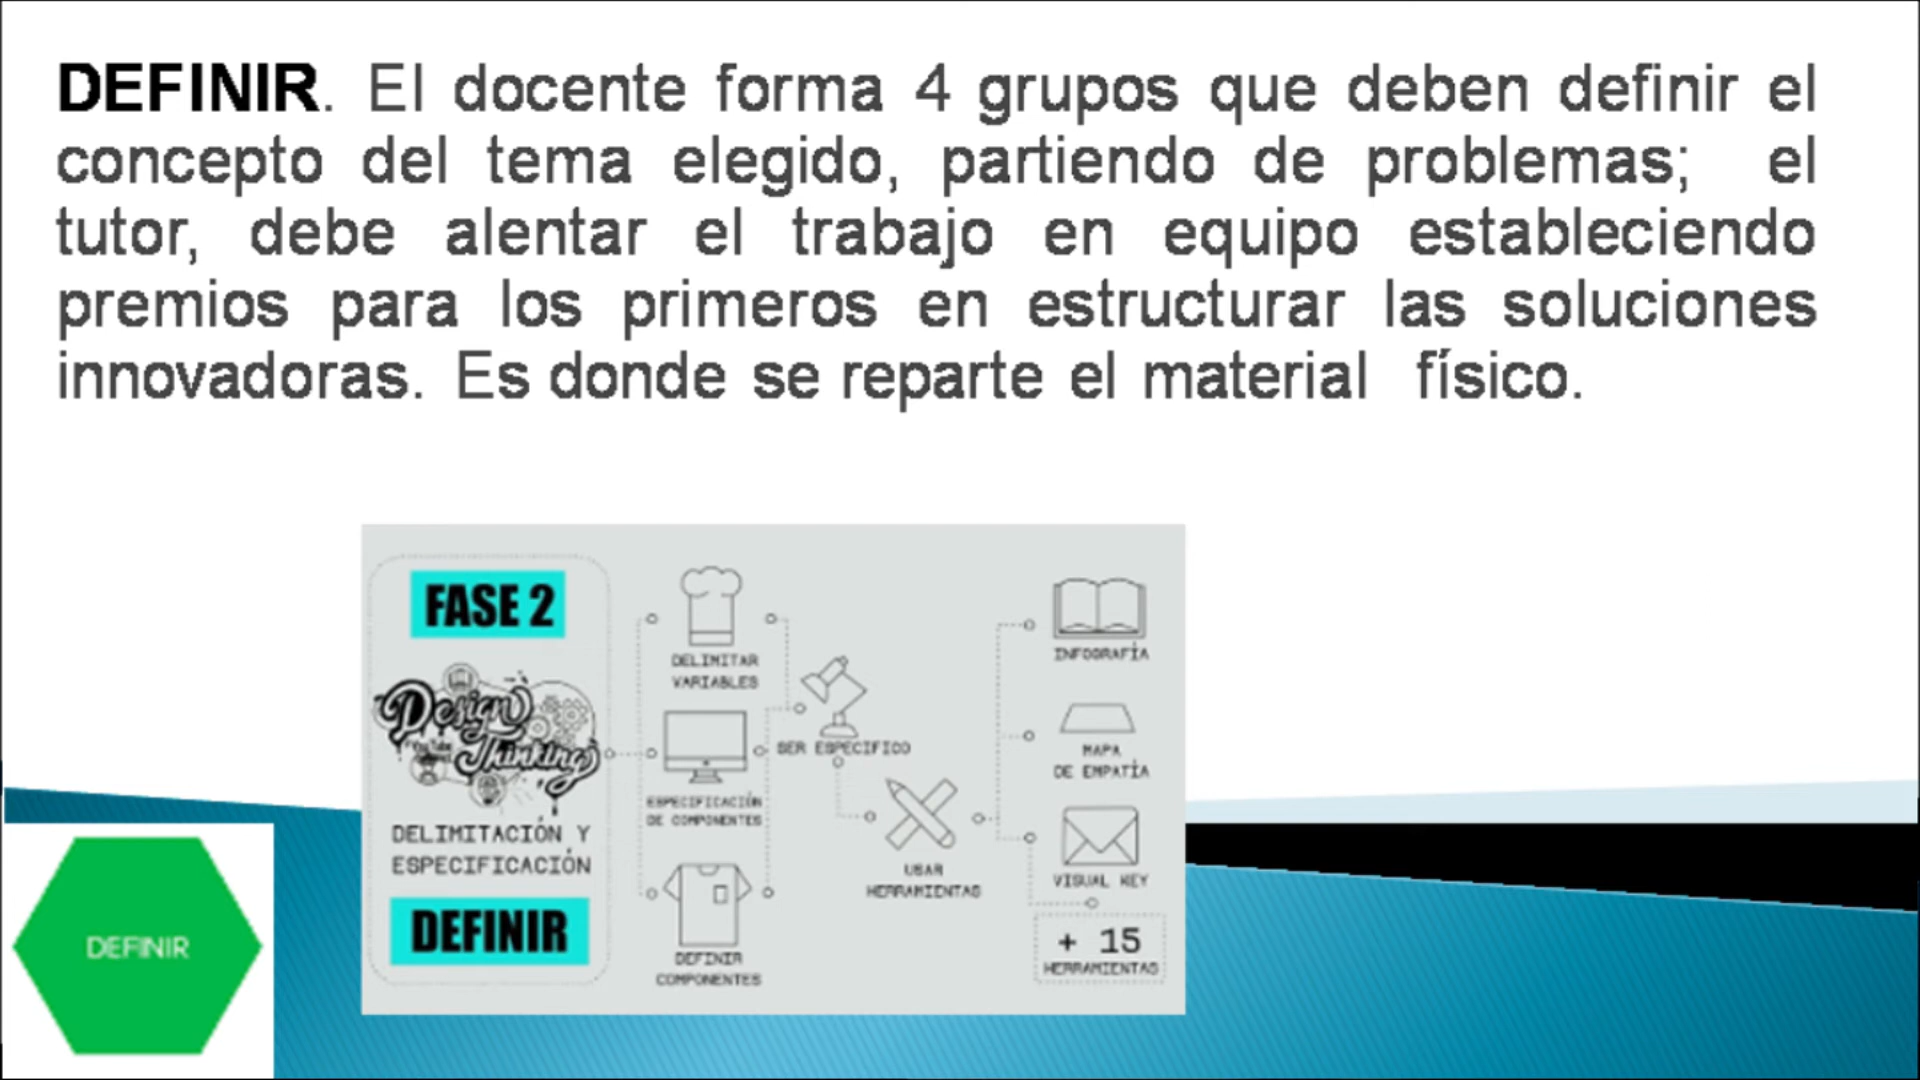 DEFINIR. El docente forma 4 grupos que deben definir el
concepto del tema elegido, partiendo de problemas; el
tutor, debe alentar el trabajo en equipo estableciendo
premios para los primeros en estructurar las soluciones
innovadoras. Es donde se reparte el material físico.
FASE 2
Design
Thinking
YouTube
DELIMITACIÓN Y
ESPECIFICACIÓN
DEFINIR
DELIMITAR
VARIABLES
ESPECIFICACIÓN
DE COMPONENTES
DEFINIR
COMPONENTES
SER ESPECIFICO
USAR
HERRAMIENTAS
INFOGRAFÍA
MAPA
DE EMPATÍA
VISUAL KEY
+ 15
HERRAMIENTAS
DEFINIR